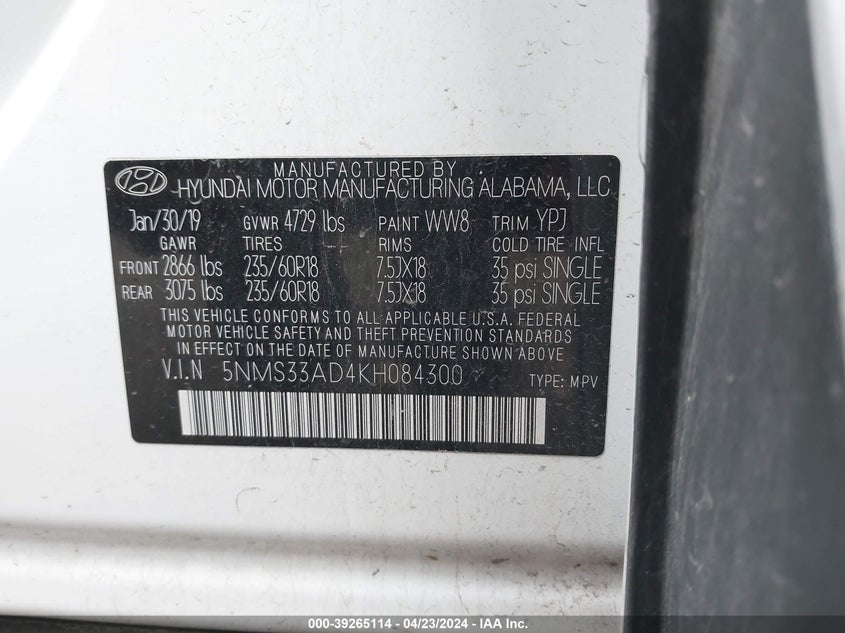 MANUFACTURED BY
HYUNDAI MOTOR MANUFACTURING ALABAMA, LLC
Jan/30/19 GVWR 4729 lbs PAINT WW8 TRIM YPJ
GAWR TIRES RIMS COLD TIRE INFL
FRONT 2866 lbs 235/60R18 7.5JX18 35 psi SINGLE
REAR 3075 lbs 235/60R18 7.5JX18 35 psi SINGLE
THIS VEHICLE CONFORMS TO ALL APPLICABLE U.S.A. FEDERAL
MOTOR VEHICLE SAFETY AND THEFT PREVENTION STANDARDS
IN EFFECT ON THE DATE OF MANUFACTURE SHOWN ABOVE
V.I.N 5NMS33AD4KH084300 TYPE: MPV
000-39265114 - 04/23/2024 - IAA Inc.